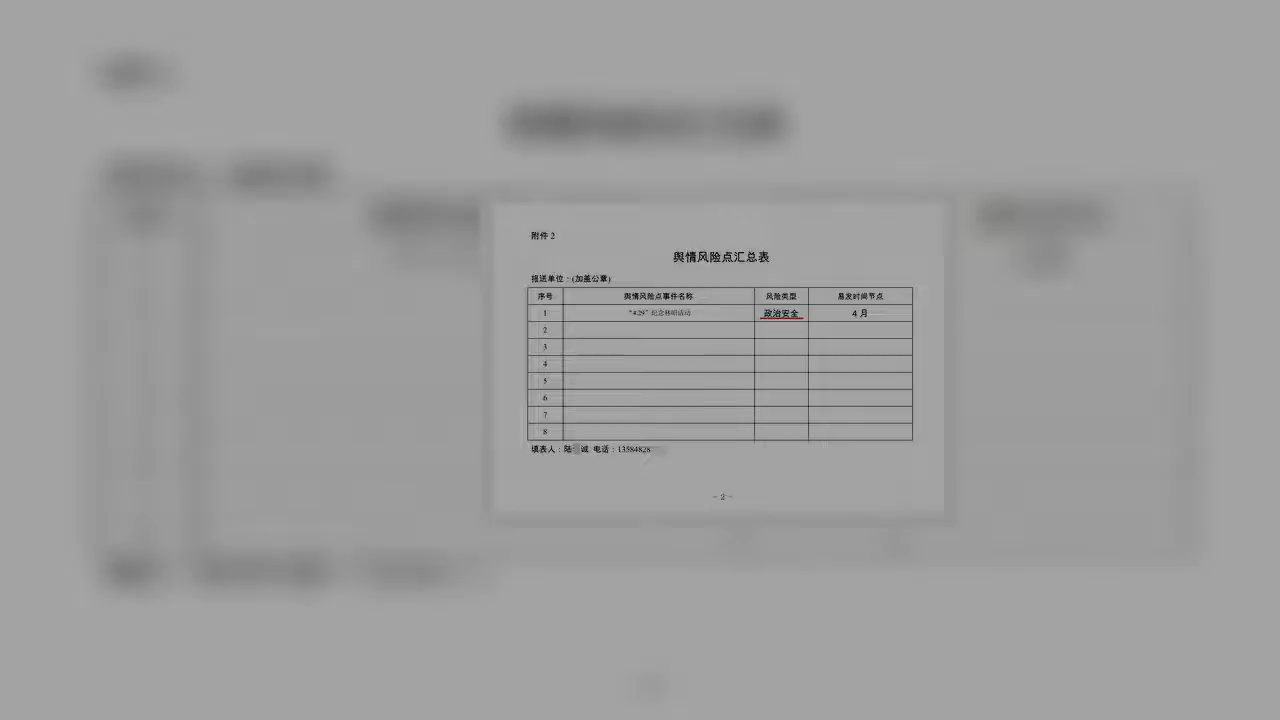 附件 2
舆情风险点汇总表
报送单位：(加盖公章)
序号 舆情风险点事件名称 风险类型 易发时间节点
1 “4.29”纪念林昭活动 政治安全 4 月
2
3
4
5
6
7
8
填表人：陆 诚 电话：13584828
- 2 -